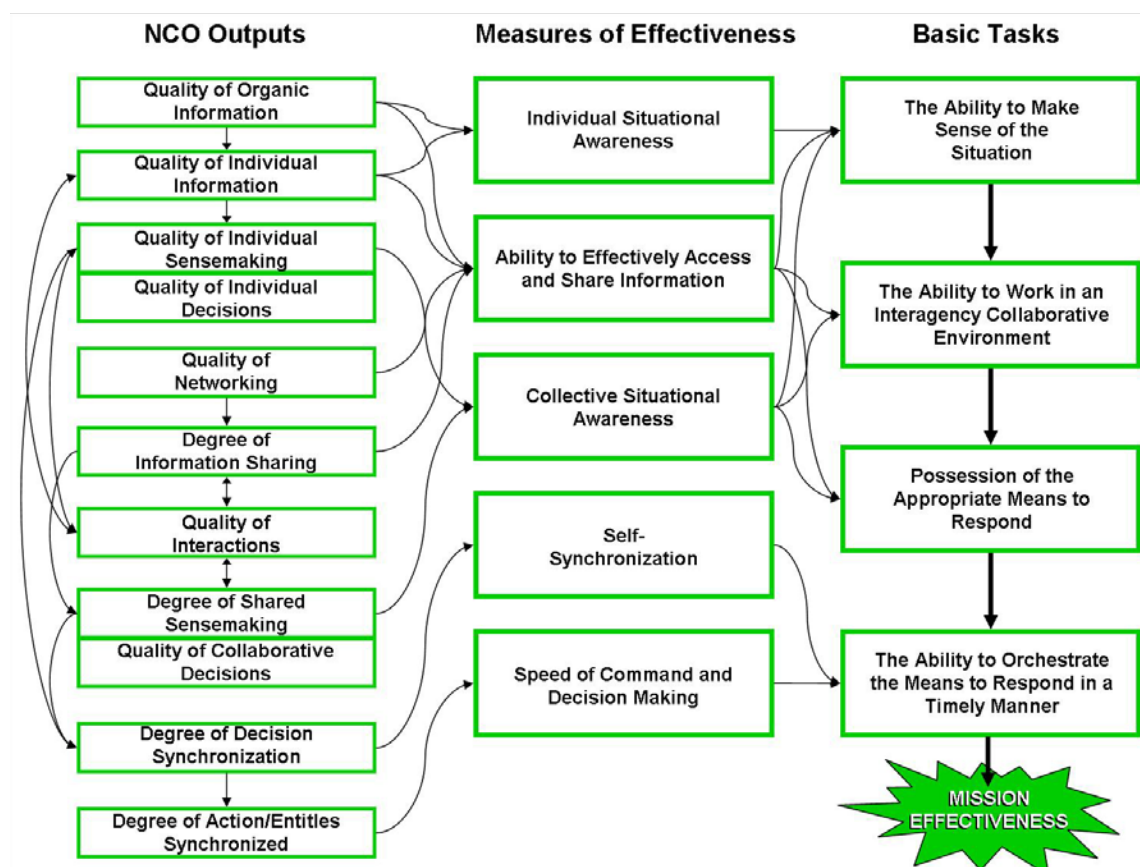 NCO Outputs
Measures of Effectiveness
Basic Tasks
Quality of Organic
Information
Quality of Individual
Information
Quality of Individual
Sensemaking
Quality of Individual
Decisions
Quality of
Networking
Degree of
Information Sharing
Quality of
Interactions
Degree of Shared
Sensemaking
Quality of Collaborative
Decisions
Degree of Decision
Synchronization
Degree of Action/Entitles
Synchronized
Individual Situational
Awareness
Ability to Effectively Access
and Share Information
Collective Situational
Awareness
Self-
Synchronization
Speed of Command and
Decision Making
The Ability to Make
Sense of the
Situation
The Ability to Work in an
Interagency Collaborative
Environment
Possession of the
Appropriate Means to
Respond
The Ability to Orchestrate
the Means to Respond in a
Timely Manner
MISSION
EFFECTIVENESS